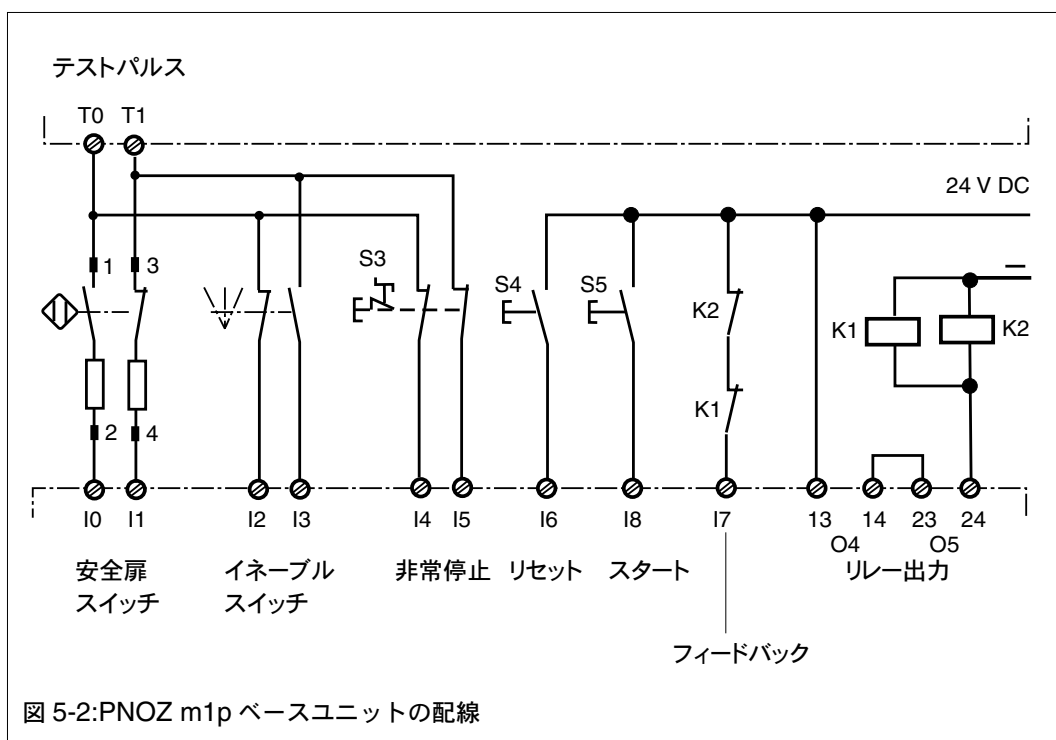 テストパルス
T0 T1
24 V DC
1 3
S3
S4
S5
K2
K1
K1
K2
2 4
I0 I1 I2 I3 I4 I5 I6 I8 I7 13 14 23 24
O4 O5
安全扉
スイッチ
イネーブル
スイッチ
非常停止
リセット
スタート
リレー出力
フィードバック
図 5-2:PNOZ m1p ベースユニットの配線